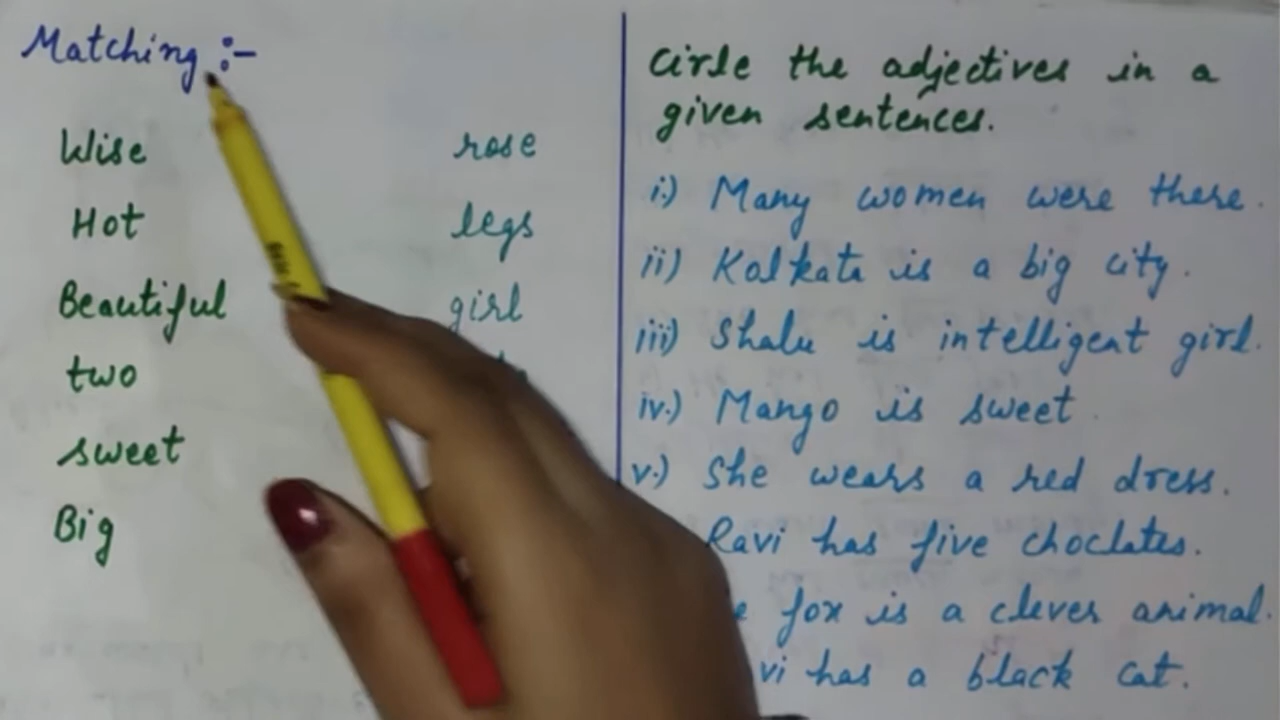 Matching :-
Wise rose
Hot legs
Beautiful girl
two
sweet
Big
Cirle the adjectives in a
given sentences.
i.) Many women were there.
ii) Kolkata is a big city.
iii) Shalu is intelligent girl.
iv.) Mango is sweet.
v.) She wears a red dress.
Ravi has five choclates.
fox is a clever animal.
has a black cat.